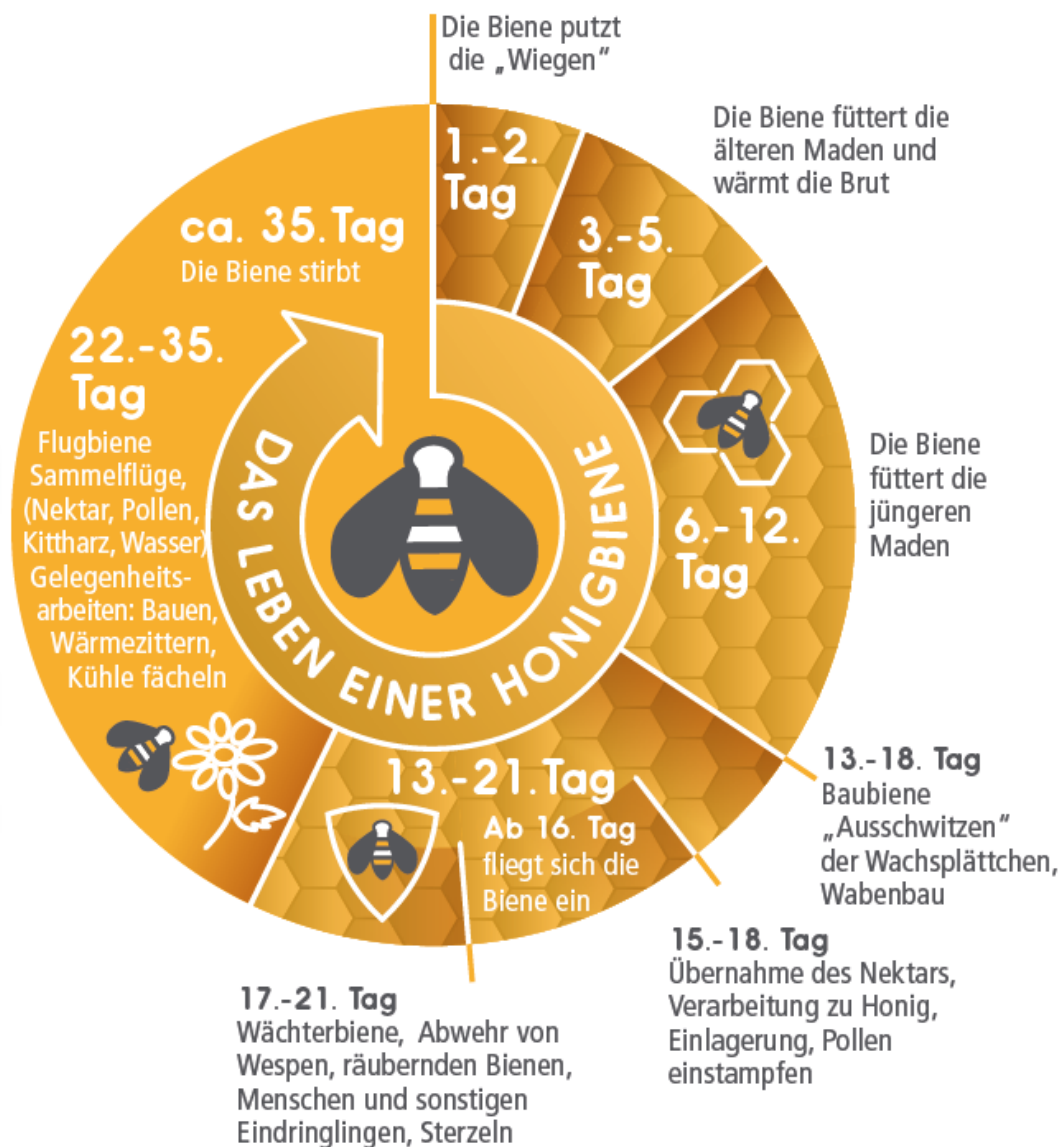 Die Biene putzt
die „Wiegen“
1.-2.
Tag
Die Biene füttert die
älteren Maden und
wärmt die Brut
3.-5.
Tag
Die Biene
füttert die
jüngeren
Maden
6.-12.
Tag
13.-18. Tag
Baubiene
„Ausschwitzen“
der Wachsplättchen,
Wabenbau
13.-21. Tag
Ab 16. Tag
fliegt sich die
Biene ein
15.-18. Tag
Übernahme des Nektars,
Verarbeitung zu Honig,
Einlagerung, Pollen
einstampfen
17.-21. Tag
Wächterbiene, Abwehr von
Wespen, räubernden Bienen,
Menschen und sonstigen
Eindringlingen, Sterzeln
22.-35.
Tag
Flugbiene
Sammelflüge,
(Nektar, Pollen,
Kittharz, Wasser)
Gelegenheits-
arbeiten: Bauen,
Wärmezittern,
Kühle fächeln
ca. 35. Tag
Die Biene stirbt
DAS LEBEN EINER HONIGBIENE